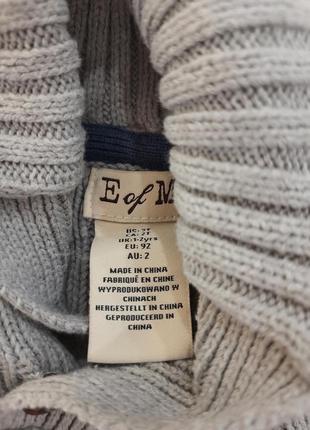 E of M
US: 2T
CA: 2T
UK: 1-2yrs
EU: 92
AU: 2
MADE IN CHINA
FABRIQUÉ EN CHINE
WYPRODUKOWANO W
CHINACH
HERGESTELLT IN CHINA
GEPRODUCEERD IN
CHINA